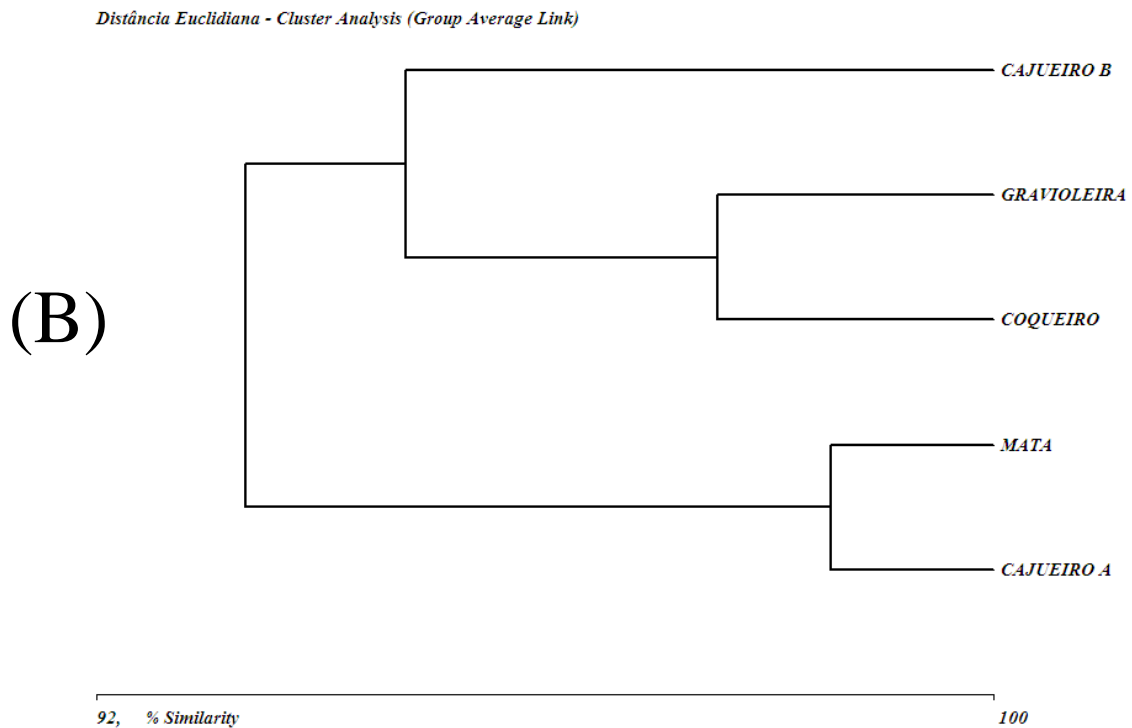 Distância Euclidiana - Cluster Analysis (Group Average Link)
CAJUEIRO B
GRAVIOLEIRA
(B)
COQUEIRO
MATA
CAJUEIRO A
92, % Similarity 100